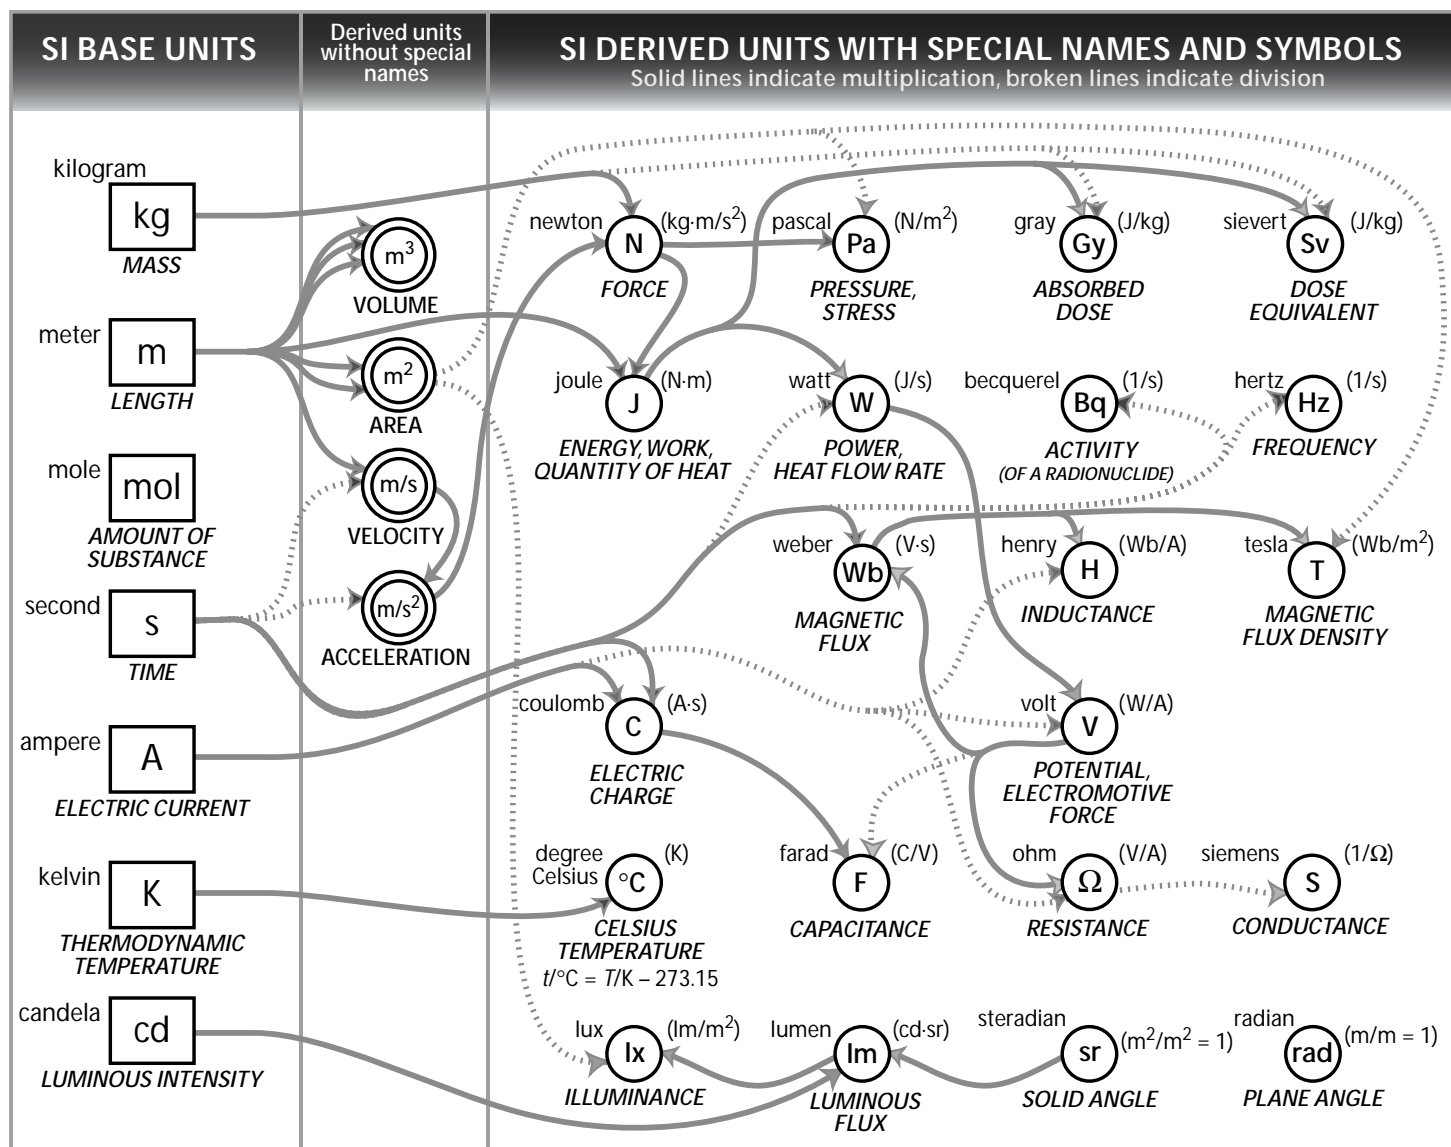 SI BASE UNITS
Derived units
without special
names
SI DERIVED UNITS WITH SPECIAL NAMES AND SYMBOLS
Solid lines indicate multiplication, broken lines indicate division
kilogram
kg
MASS
meter
m
LENGTH
mole
mol
AMOUNT OF
SUBSTANCE
second
s
TIME
ampere
A
ELECTRIC CURRENT
kelvin
K
THERMODYNAMIC
TEMPERATURE
candela
cd
LUMINOUS INTENSITY
m³
VOLUME
m²
AREA
m/s
VELOCITY
m/s²
ACCELERATION
newton
N
(kg·m/s²)
FORCE
pascal
Pa
(N/m²)
PRESSURE,
STRESS
gray
Gy
(J/kg)
ABSORBED
DOSE
sievert
Sv
(J/kg)
DOSE
EQUIVALENT
joule
J
(N·m)
ENERGY, WORK,
QUANTITY OF HEAT
watt
W
(J/s)
POWER,
HEAT FLOW RATE
becquerel
Bq
(1/s)
ACTIVITY
(OF A RADIONUCLIDE)
hertz
Hz
(1/s)
FREQUENCY
weber
Wb
(V·s)
MAGNETIC
FLUX
henry
H
(Wb/A)
INDUCTANCE
tesla
T
(Wb/m²)
MAGNETIC
FLUX DENSITY
coulomb
C
(A·s)
ELECTRIC
CHARGE
volt
V
(W/A)
POTENTIAL,
ELECTROMOTIVE
FORCE
degree
Celsius
°C
(K)
CELSIUS
TEMPERATURE
t/°C = T/K – 273.15
farad
F
(C/V)
CAPACITANCE
ohm
Ω
(V/A)
RESISTANCE
siemens
S
(1/Ω)
CONDUCTANCE
lux
lx
(lm/m²)
ILLUMINANCE
lumen
lm
(cd·sr)
LUMINOUS
FLUX
steradian
sr
(m²/m² = 1)
SOLID ANGLE
radian
rad
(m/m = 1)
PLANE ANGLE